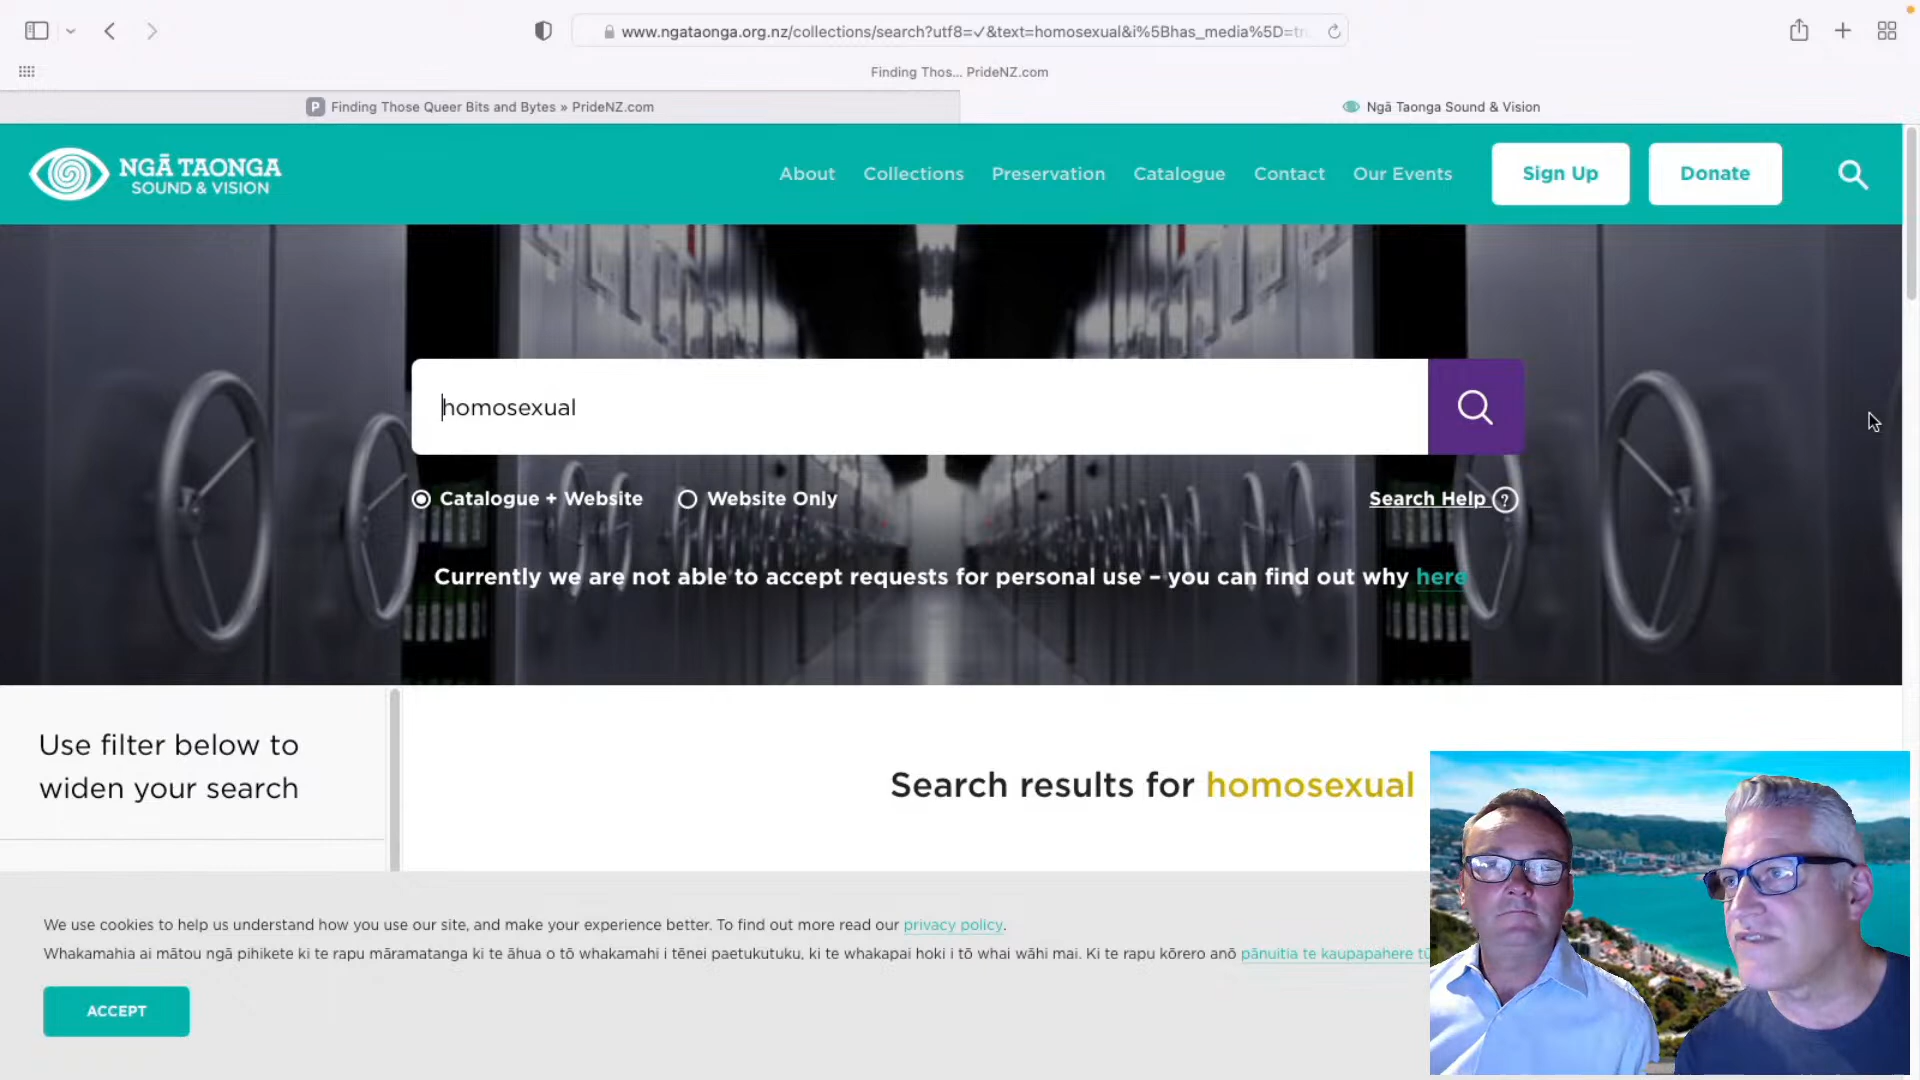 www.ngataonga.org.nz/collections/search?utf8=✓&text=homosexual&i%5Bhas_media%5D=tr
Finding Thos... PrideNZ.com
P Finding Those Queer Bits and Bytes » PrideNZ.com
Ngā Taonga Sound & Vision
NGĀ TAONGA
SOUND & VISION
About Collections Preservation Catalogue Contact Our Events Sign Up Donate
homosexual
Catalogue + Website Website Only Search Help ?
Currently we are not able to accept requests for personal use – you can find out why here
Use filter below to
widen your search
Search results for homosexual
We use cookies to help us understand how you use our site, and make your experience better. To find out more read our privacy policy.
Whakamahia ai mātou ngā pihikete ki te rapu māramatanga ki te āhua o tō whakamahi i tēnei paetukutuku, ki te whakapai hoki i tō whai wāhi mai. Ki te rapu kōrero anō pānuitia te kaupapahere
ACCEPT